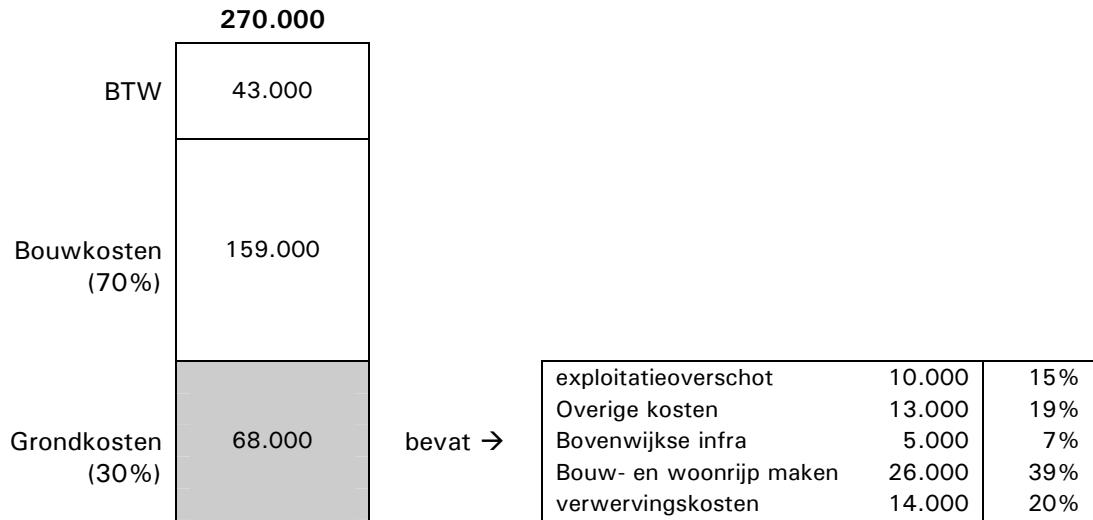 270.000
BTW 43.000
Bouwkosten 159.000
(70%)
exploitatieoverschot 10.000 15%
Overige kosten 13.000 19%
Grondkosten 68.000 bevat → Bovenwijkse infra 5.000 7%
(30%) Bouw- en woonrijp maken 26.000 39%
verwervingskosten 14.000 20%